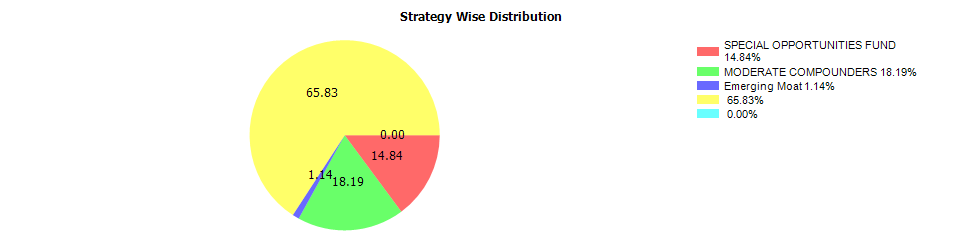 Strategy Wise Distribution
65.83
0.00
14.84
1.14
18.19
SPECIAL OPPORTUNITIES FUND
14.84%
MODERATE COMPOUNDERS 18.19%
Emerging Moat 1.14%
65.83%
0.00%